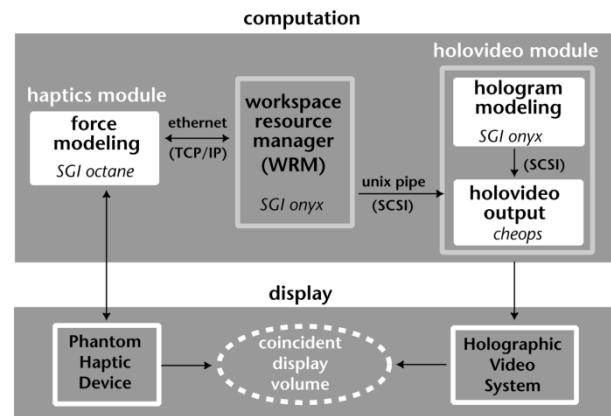 computation
haptics module
force
modeling
SGI octane
ethernet
(TCP/IP)
workspace
resource
manager
(WRM)
SGI onyx
unix pipe
(SCSI)
holovideo module
hologram
modeling
SGI onyx
(SCSI)
holovideo
output
cheops
display
Phantom
Haptic
Device
coincident
display
volume
Holographic
Video
System